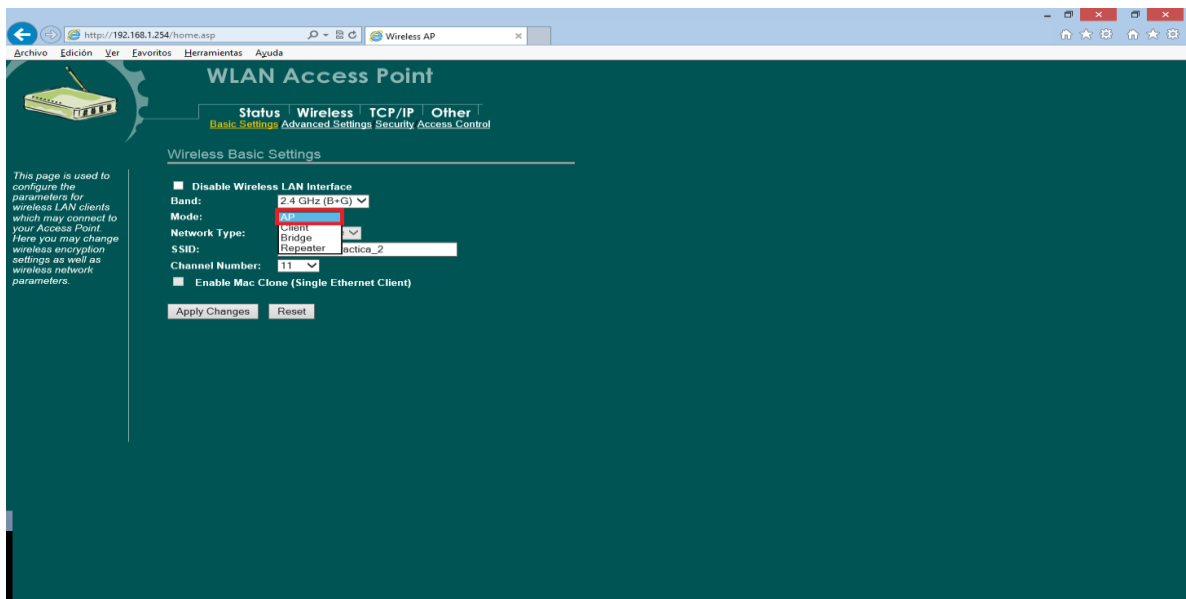 http://192.168.1.254/home.asp
Wireless AP
Archivo Edición Ver Favoritos Herramientas Ayuda
WLAN Access Point
Status Wireless TCP/IP Other
Basic Settings Advanced Settings Security Access Control
Wireless Basic Settings
This page is used to
configure the
parameters for
wireless LAN clients
which may connect to
your Access Point.
Here you may change
wireless encryption
settings as well as
wireless network
parameters.
Disable Wireless LAN Interface
Band: 2.4 GHz (B+G)
Mode: AP
Client
Network Type:
Bridge
SSID: Repeater actica_2
Channel Number: 11
Enable Mac Clone (Single Ethernet Client)
Apply Changes Reset